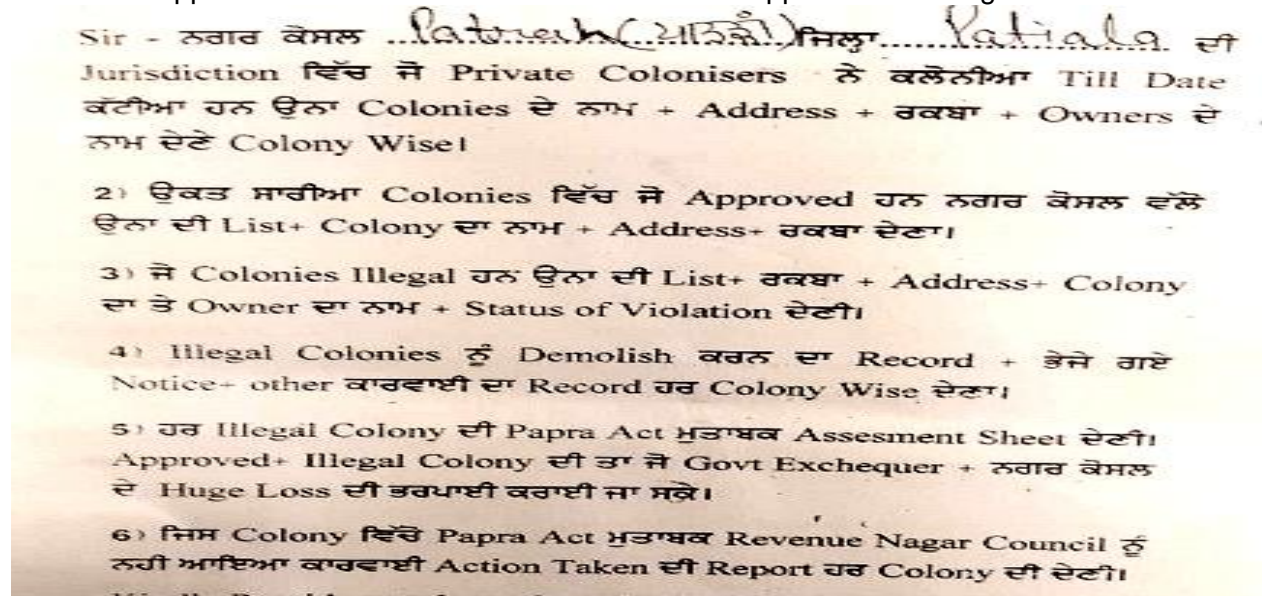 Sir - ਨਗਰ ਕੋਸਲ ... ਜਿਲ੍ਹਾ ...... Patiala ਦੀ
Jurisdiction ਵਿੱਚ ਜੋ Private Colonisers ਨੇ ਕਲੋਨੀਆ Till Date
ਕੱਟੀਆ ਹਨ ਉਨਾ Colonies ਦੇ ਨਾਮ + Address + ਰਕਬਾ + Owners ਦੇ
ਨਾਮ ਦੇਣੇ Colony Wise।
2) ਉਕਤ ਸਾਰੀਆ Colonies ਵਿੱਚ ਜੋ Approved ਹਨ ਨਗਰ ਕੋਸਲ ਵੱਲੋ
ਉਨਾ ਦੀ List+ Colony ਦਾ ਨਾਮ + Address+ ਰਕਬਾ ਦੇਣਾ।
3) ਜੋ Colonies Illegal ਹਨ ਉਨਾ ਦੀ List+ ਰਕਬਾ + Address+ Colony
ਦਾ ਤੇ Owner ਦਾ ਨਾਮ + Status of Violation ਦੇਣੀ।
4) Illegal Colonies ਨੂੰ Demolish ਕਰਨ ਦਾ Record + ਭੇਜੇ ਗਏ
Notice+ other ਕਾਰਵਾਈ ਦਾ Record ਹਰ Colony Wise ਦੇਣਾ।
5) ਹਰ Illegal Colony ਦੀ Papra Act ਮੁਤਾਬਕ Assesment Sheet ਦੇਣੀ।
Approved+ Illegal Colony ਦੀ ਤਾ ਜੋ Govt Exchequer + ਨਗਰ ਕੋਸਲ
ਦੇ Huge Loss ਦੀ ਭਰਪਾਈ ਕਰਾਈ ਜਾ ਸਕੇ।
6) ਜਿਸ Colony ਵਿੱਚੋ Papra Act ਮੁਤਾਬਕ Revenue Nagar Council ਨੂੰ
ਨਹੀ ਆਇਆ ਕਾਰਵਾਈ Action Taken ਦੀ Report ਹਰ Colony ਦੀ ਦੇਣੀ।